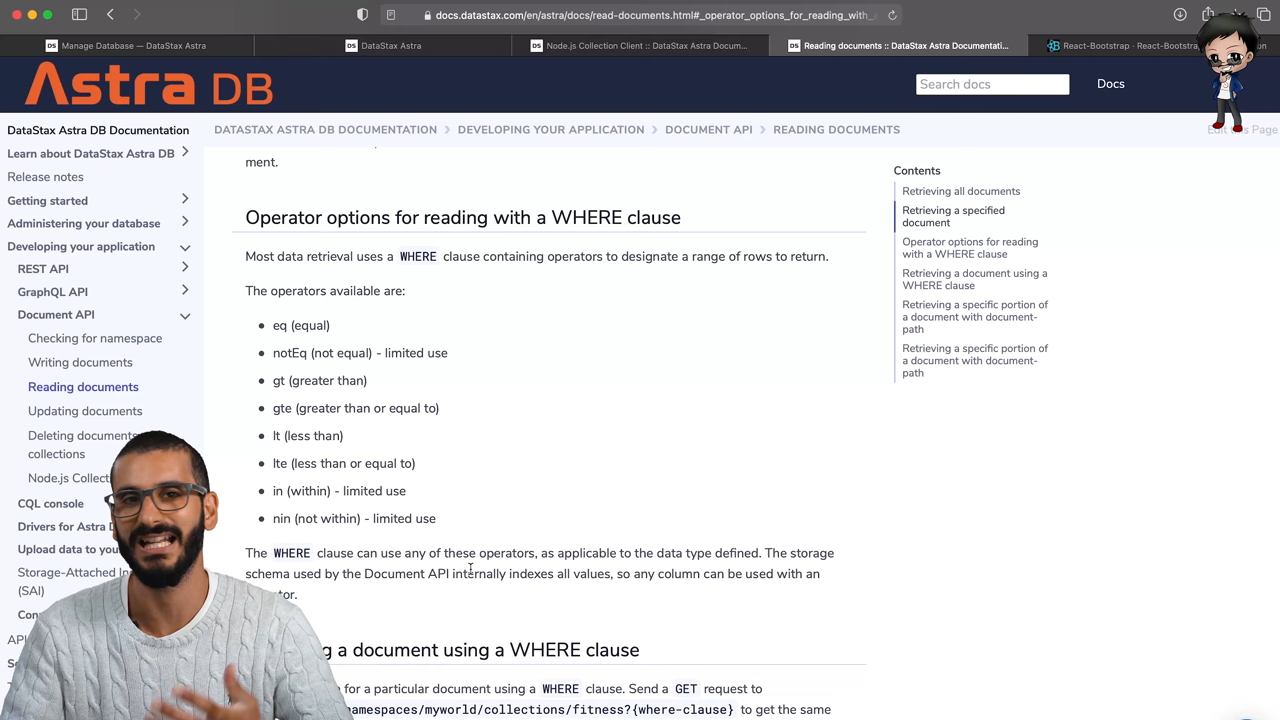 docs.datastax.com/en/astra/docs/read-documents.html#_operator_options_for_reading_with_
DS Manage Database — DataStax Astra
DS DataStax Astra
DS Node.js Collection Client :: DataStax Astra Docum...
DS Reading documents :: DataStax Astra Documentati...
React-Bootstrap · React-Bootstra
Astra DB
Search docs
Docs
DataStax Astra DB Documentation
Learn about DataStax Astra DB
Release notes
Getting started
Administering your database
Developing your application
REST API
GraphQL API
Document API
Checking for namespace
Writing documents
Reading documents
Updating documents
Deleting documents
collections
Node.js Collect
CQL console
Drivers for Astra D
Upload data to you
Storage-Attached In
(SAI)
Con
API
DATASTAX ASTRA DB DOCUMENTATION > DEVELOPING YOUR APPLICATION > DOCUMENT API > READING DOCUMENTS
Edit this Page
ment.
Operator options for reading with a WHERE clause
Most data retrieval uses a WHERE clause containing operators to designate a range of rows to return.
The operators available are:
• eq (equal)
• notEq (not equal) - limited use
• gt (greater than)
• gte (greater than or equal to)
• lt (less than)
• lte (less than or equal to)
• in (within) - limited use
• nin (not within) - limited use
The WHERE clause can use any of these operators, as applicable to the data type defined. The storage
schema used by the Document API internally indexes all values, so any column can be used with an
tor.
g a document using a WHERE clause
for a particular document using a WHERE clause. Send a GET request to
namespaces/myworld/collections/fitness?{where-clause} to get the same
Contents
Retrieving all documents
Retrieving a specified
document
Operator options for reading
with a WHERE clause
Retrieving a document using a
WHERE clause
Retrieving a specific portion of
a document with document-
path
Retrieving a specific portion of
a document with document-
path